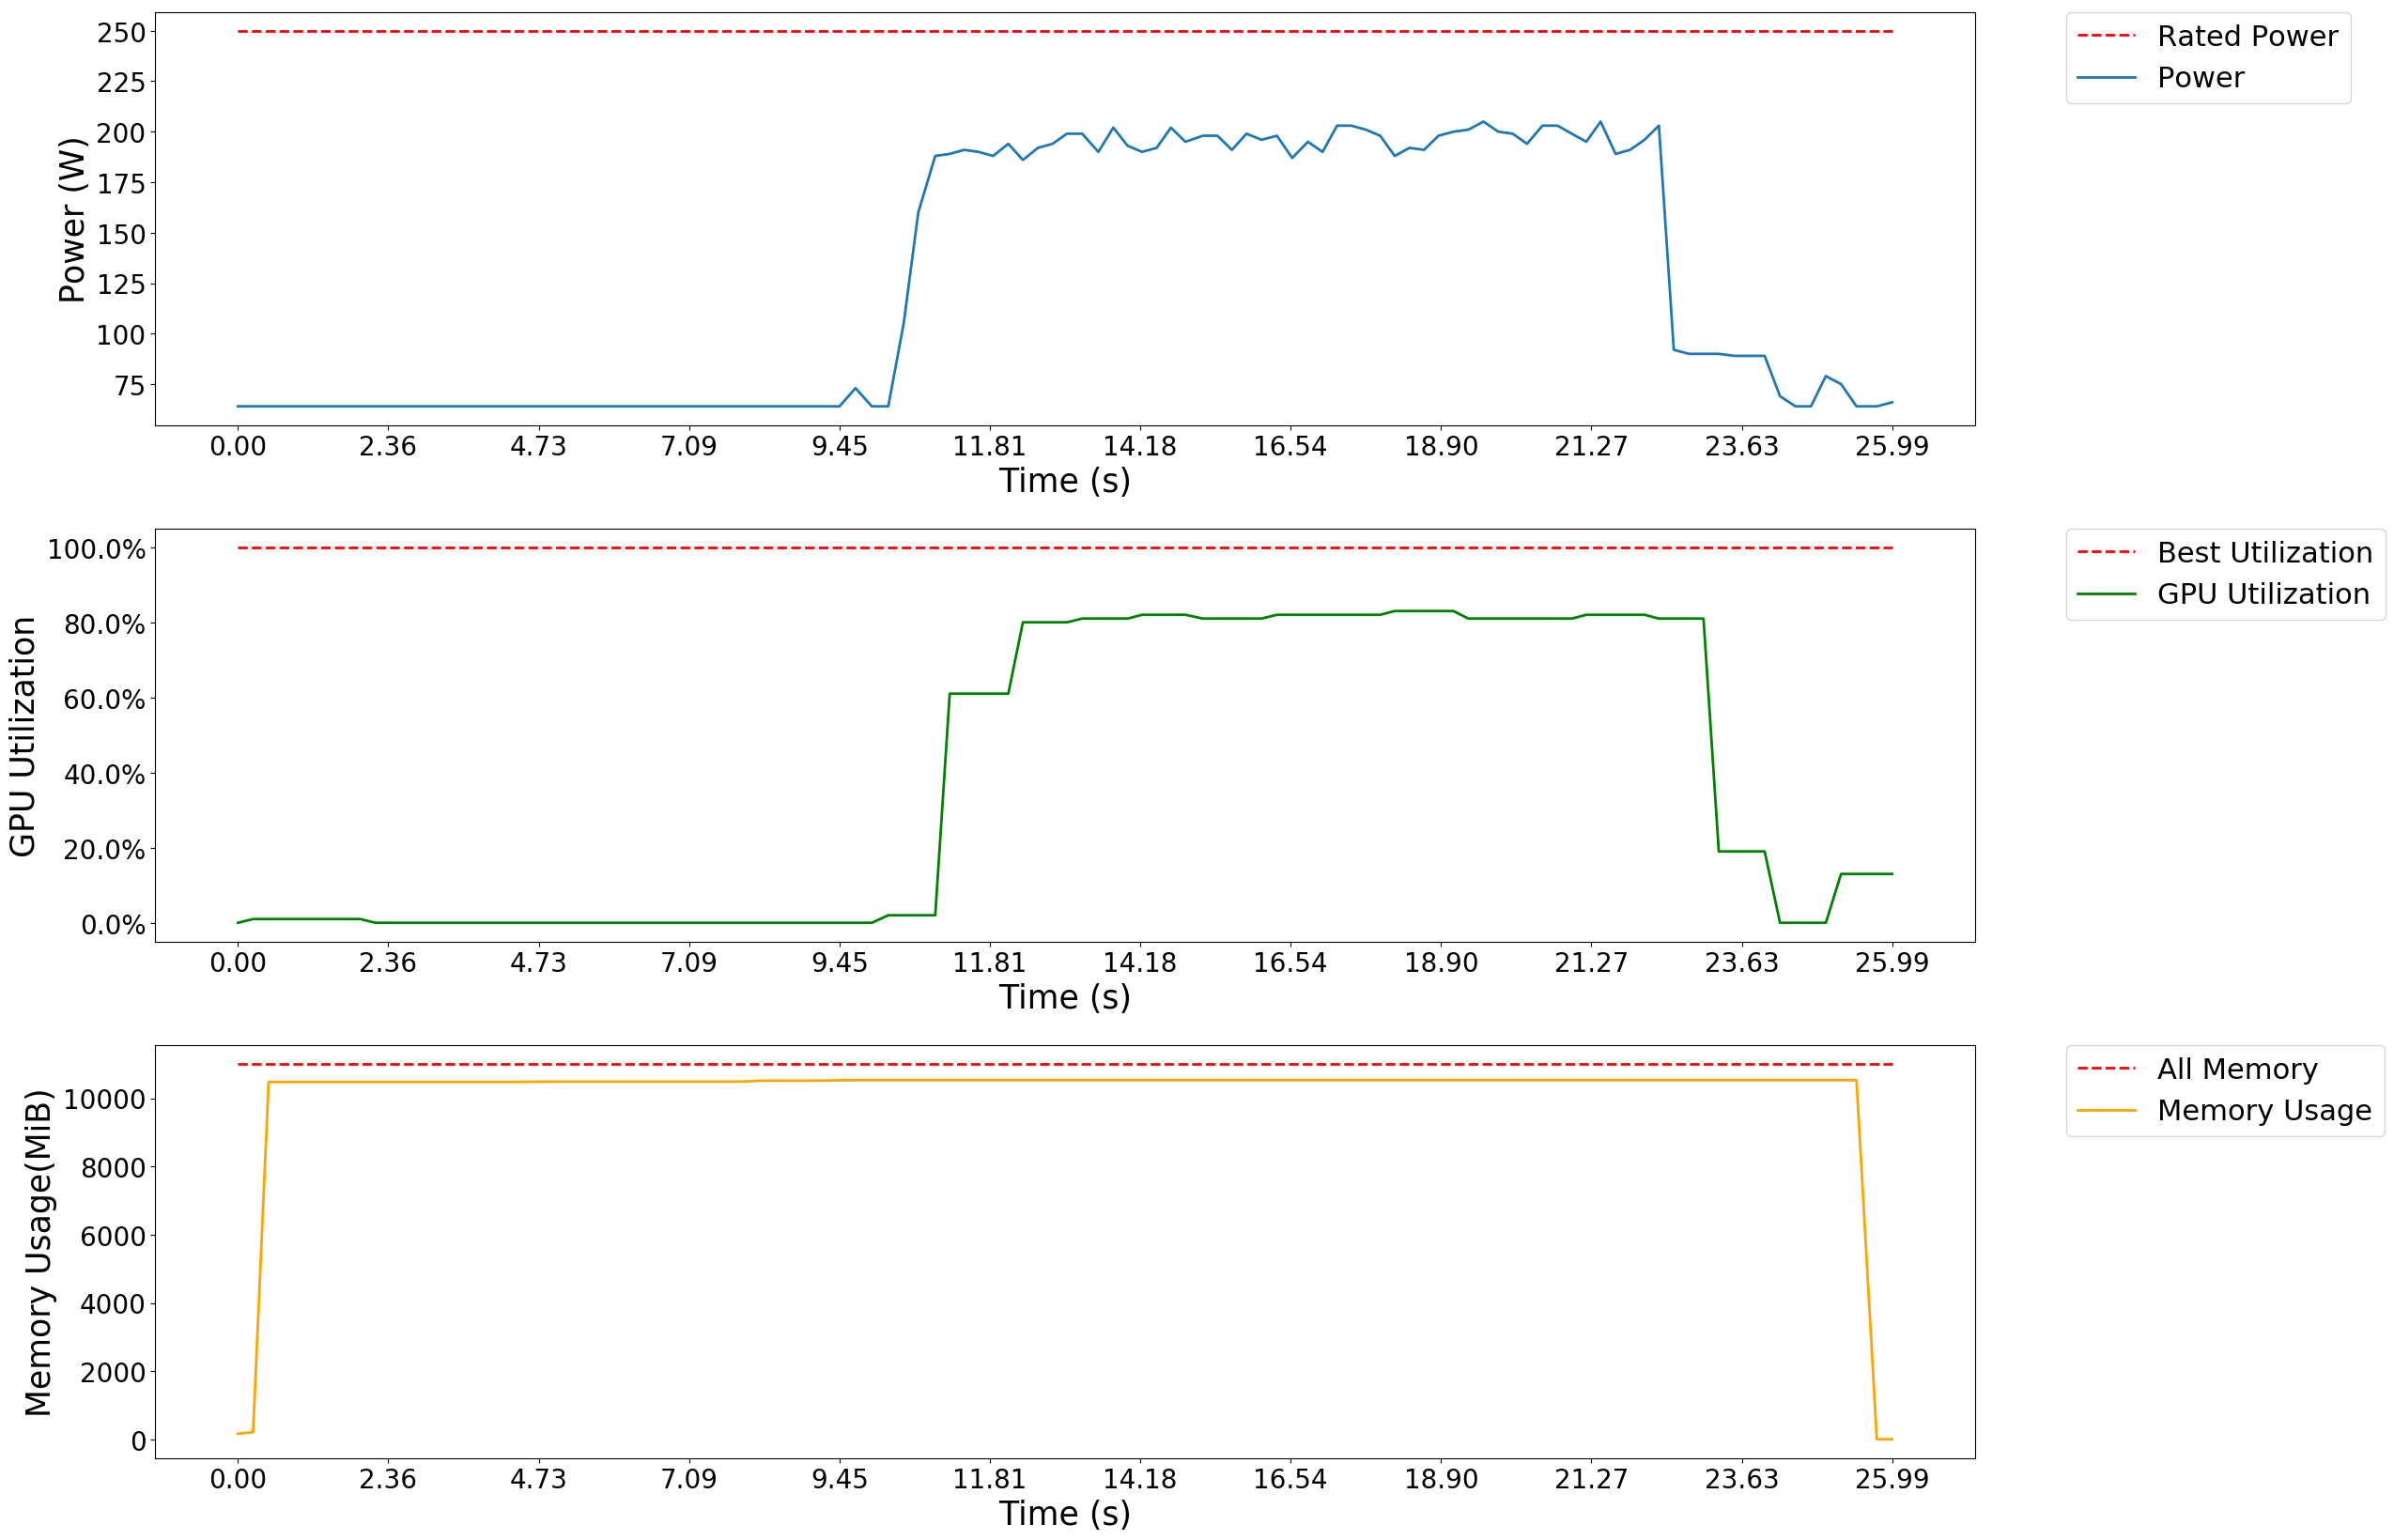 250
225
200
175
150
125
100
75
Power (W)
0.00 2.36 4.73 7.09 9.45 11.81 14.18 16.54 18.90 21.27 23.63 25.99
Time (s)
Rated Power
Power
100.0%
80.0%
60.0%
40.0%
20.0%
0.0%
GPU Utilization
0.00 2.36 4.73 7.09 9.45 11.81 14.18 16.54 18.90 21.27 23.63 25.99
Time (s)
Best Utilization
GPU Utilization
10000
8000
6000
4000
2000
0
Memory Usage(MiB)
0.00 2.36 4.73 7.09 9.45 11.81 14.18 16.54 18.90 21.27 23.63 25.99
Time (s)
All Memory
Memory Usage